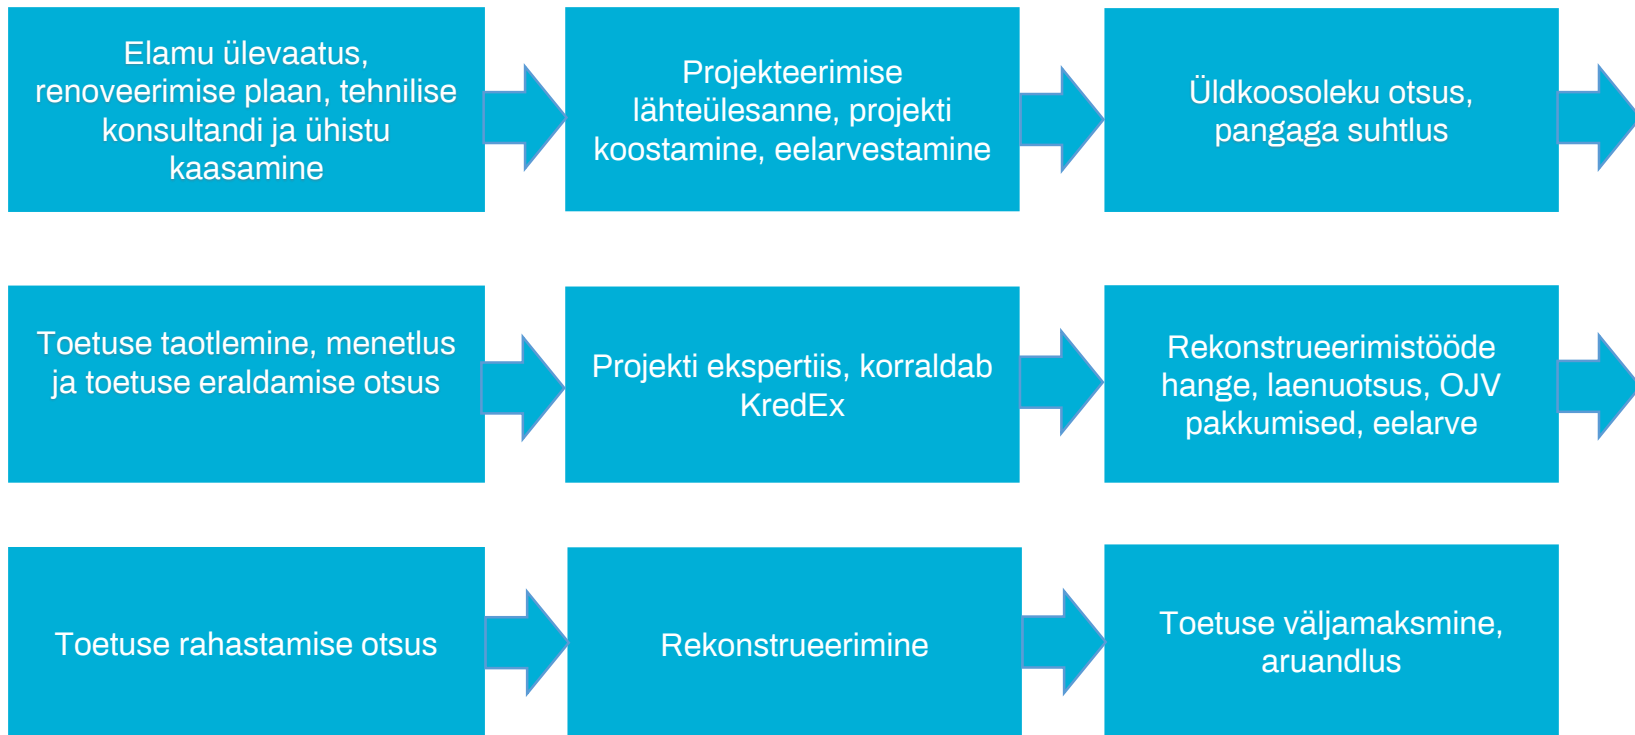 Elamu ülevaatus,
renoveerimise plaan, tehnilise
konsultandi ja ühistu
kaasamine
Projekteerimise
lähteülesanne, projekti
koostamine, eelarvestamine
Üldkoosoleku otsus,
pangaga suhtlus
Toetuse taotlemine, menetlus
ja toetuse eraldamise otsus
Projekti ekspertiis, korraldab
KredEx
Rekonstrueerimistööde
hange, laenuotsus, OJV
pakkumised, eelarve
Toetuse rahastamise otsus
Rekonstrueerimine
Toetuse väljamaksmine,
aruandlus